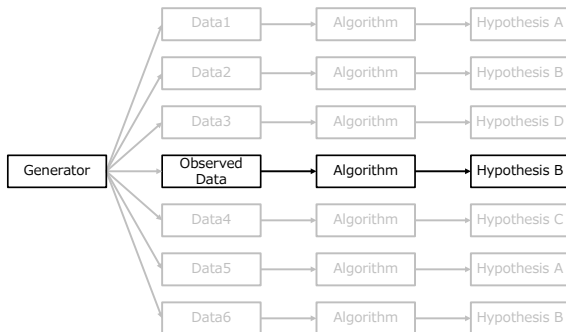 Data1 Algorithm Hypothesis A
Data2 Algorithm Hypothesis B
Data3 Algorithm Hypothesis D
Generator Observed Data Algorithm Hypothesis B
Data4 Algorithm Hypothesis C
Data5 Algorithm Hypothesis A
Data6 Algorithm Hypothesis B